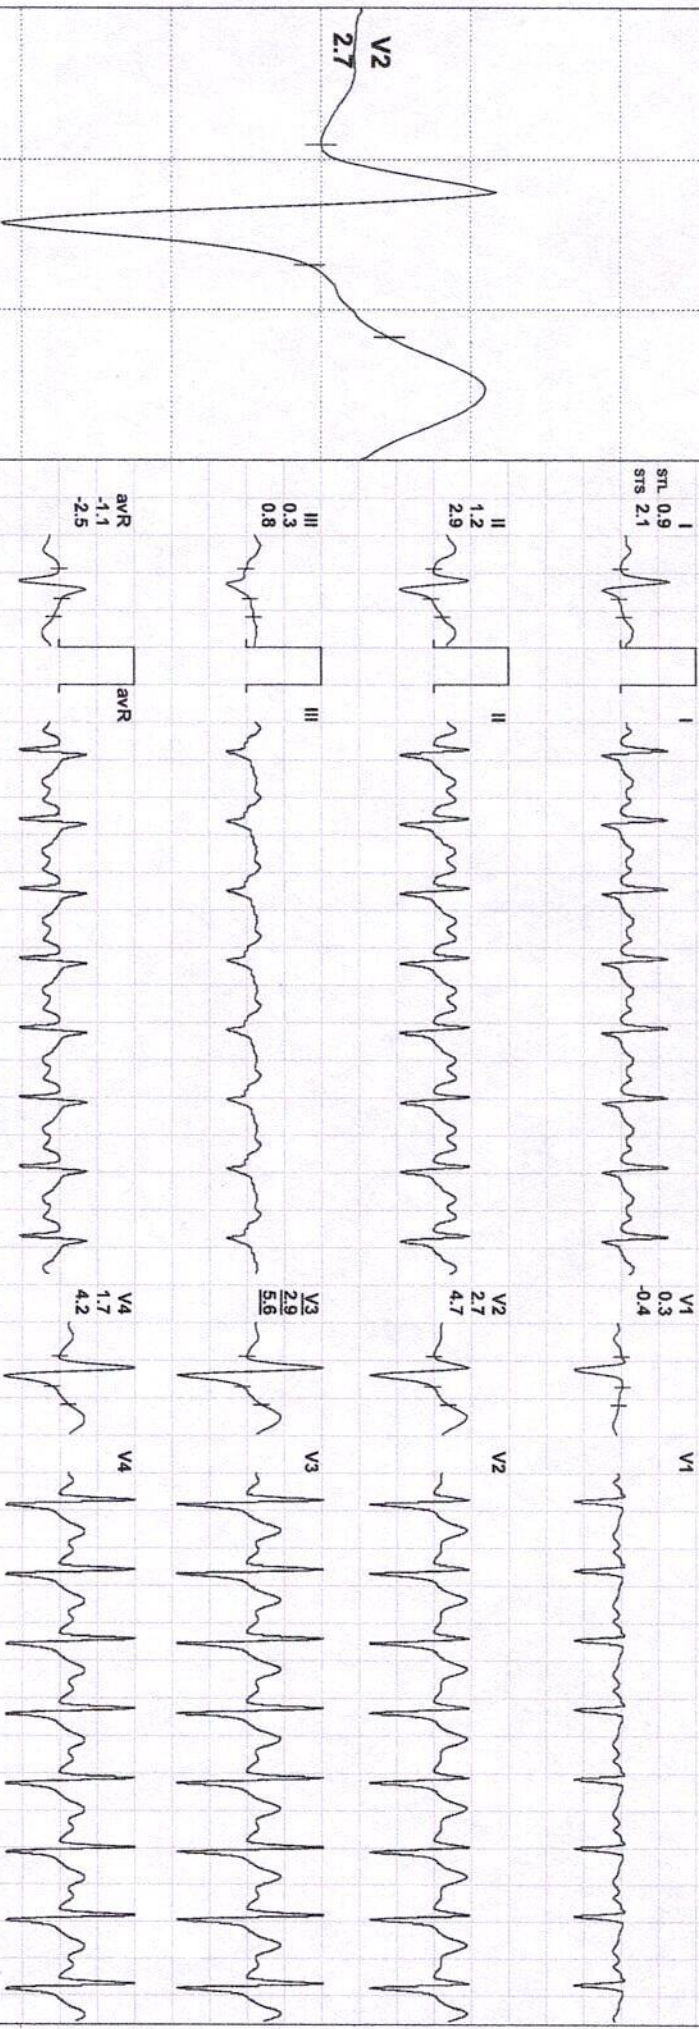 V2
2.7
I
STL 0.9
STS 2.1
I
II
1.2
2.9
II
III
0.3
0.8
III
avR
-1.1
-2.5
avR
V1
0.3
-0.4
V1
V2
2.7
4.7
V2
V3
2.9
5.6
V3
V4
1.7
4.2
V4